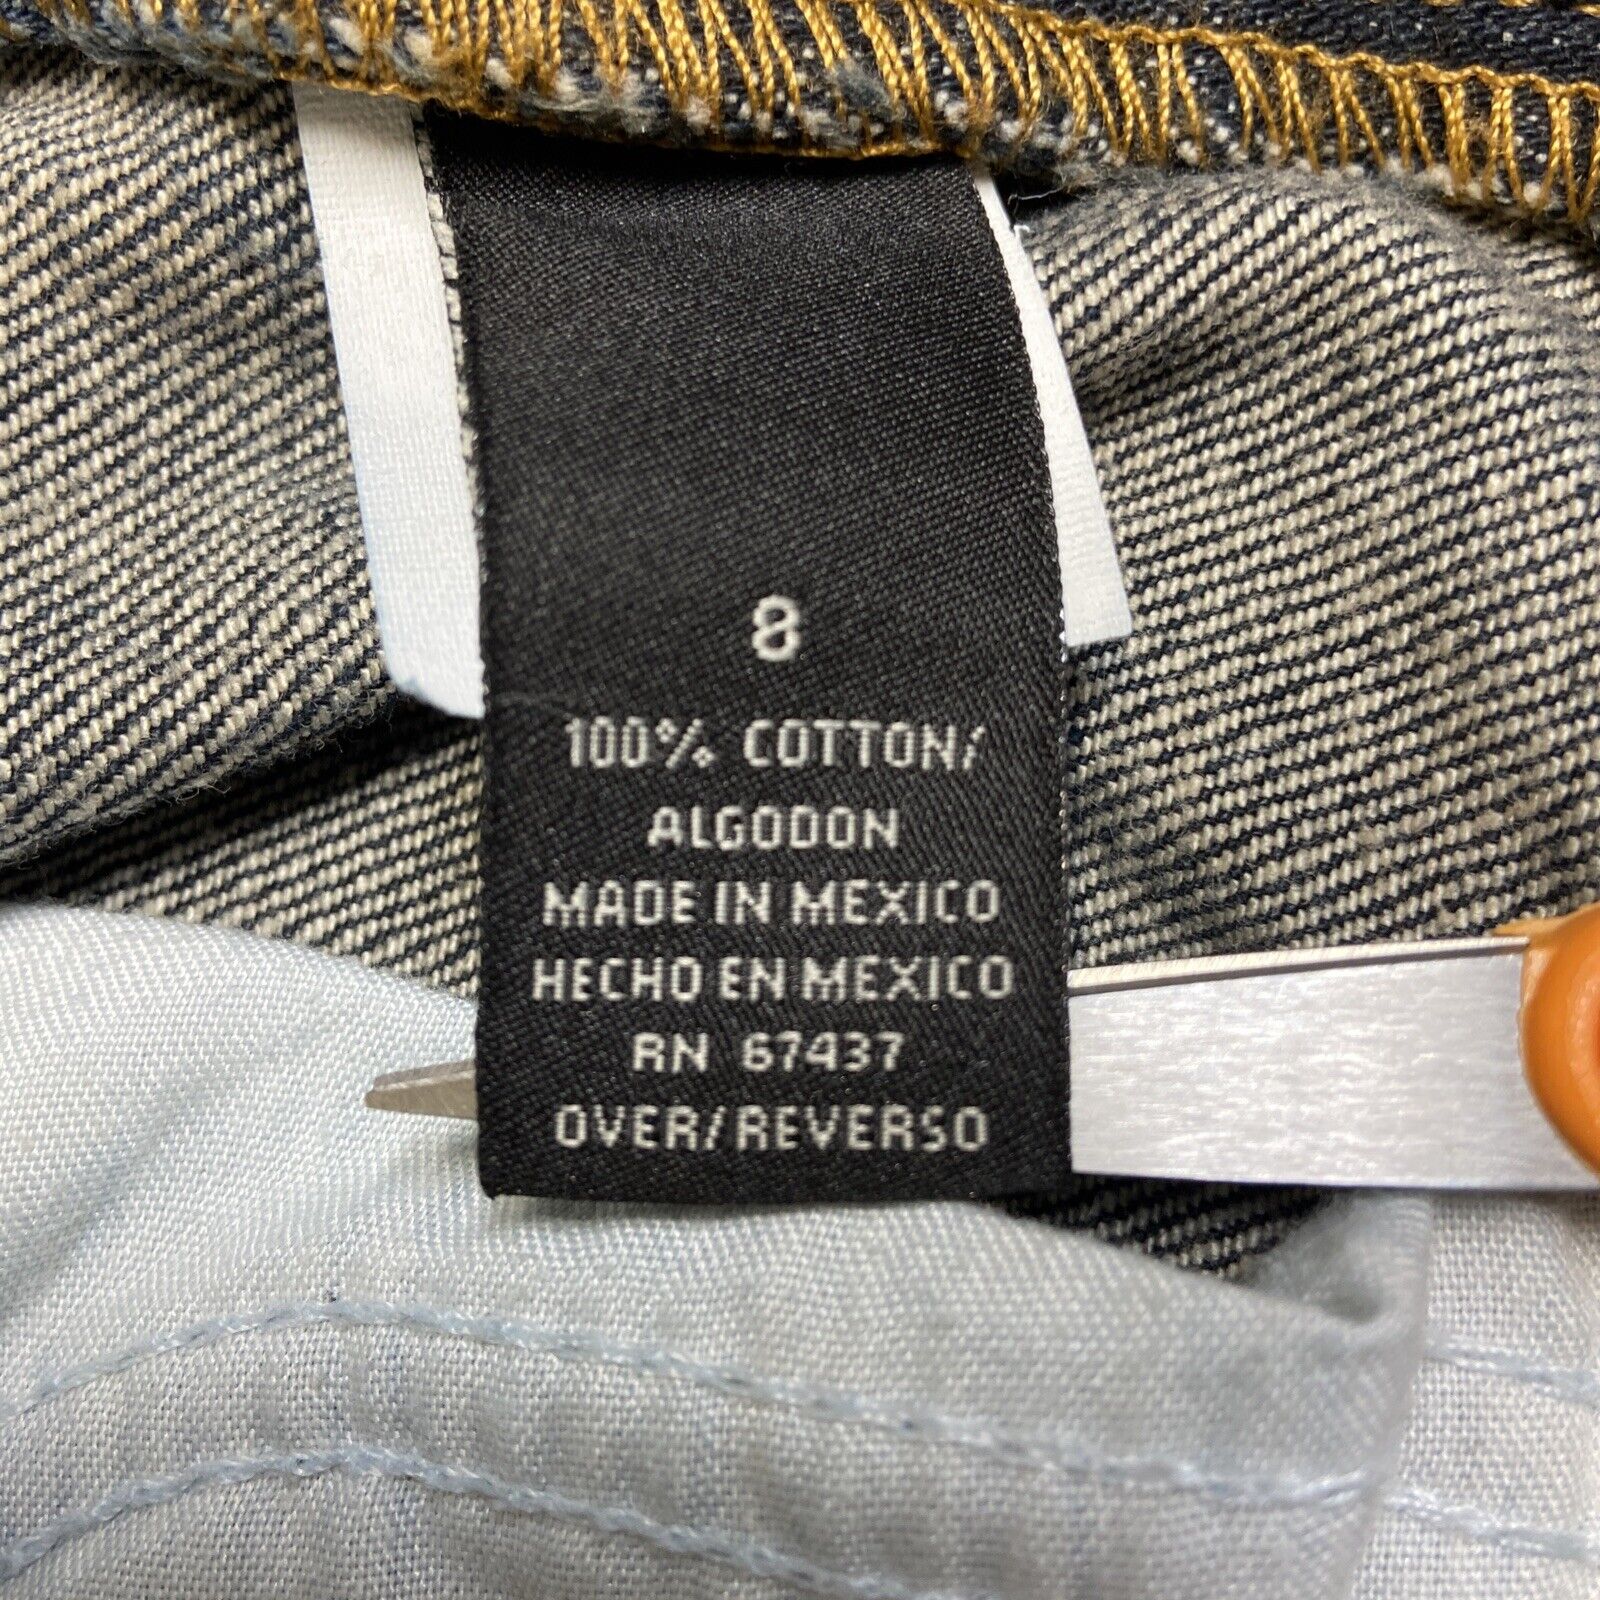 8
100% COTTON/
ALGODON
MADE IN MEXICO
HECHO EN MEXICO
RN 67437
OVER/REVERSO